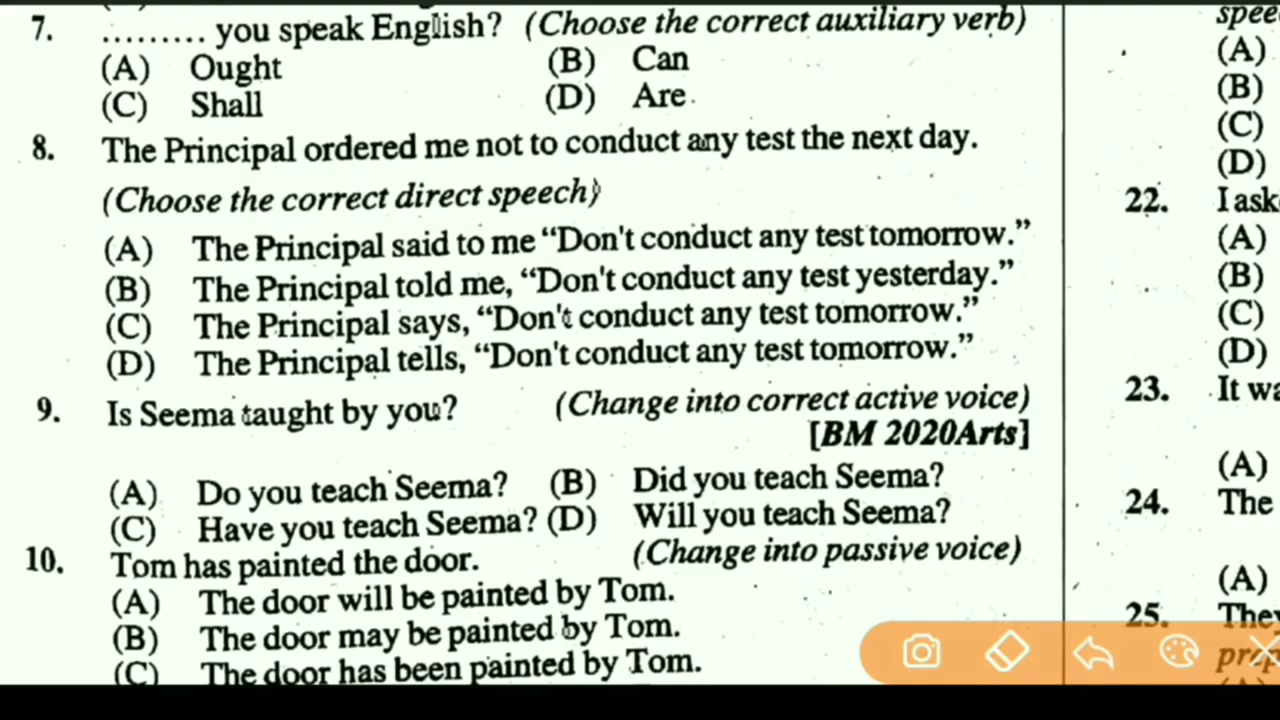 7. ......... you speak English? (Choose the correct auxiliary verb)
(A) Ought (B) Can
(C) Shall (D) Are
8. The Principal ordered me not to conduct any test the next day.
(Choose the correct direct speech)
(A) The Principal said to me “Don't conduct any test tomorrow.”
(B) The Principal told me, “Don't conduct any test yesterday.”
(C) The Principal says, “Don't conduct any test tomorrow.”
(D) The Principal tells, “Don't conduct any test tomorrow.”
9. Is Seema taught by you? (Change into correct active voice)
[BM 2020Arts]
(A) Do you teach Seema? (B) Did you teach Seema?
(C) Have you teach Seema? (D) Will you teach Seema?
10. Tom has painted the door. (Change into passive voice)
(A) The door will be painted by Tom.
(B) The door may be painted by Tom.
(C) The door has been painted by Tom.
(A)
(B)
(C)
(D)
22. I ask
(A)
(B)
(C)
(D)
23. It wa
(A)
24. The
(A)
25. They